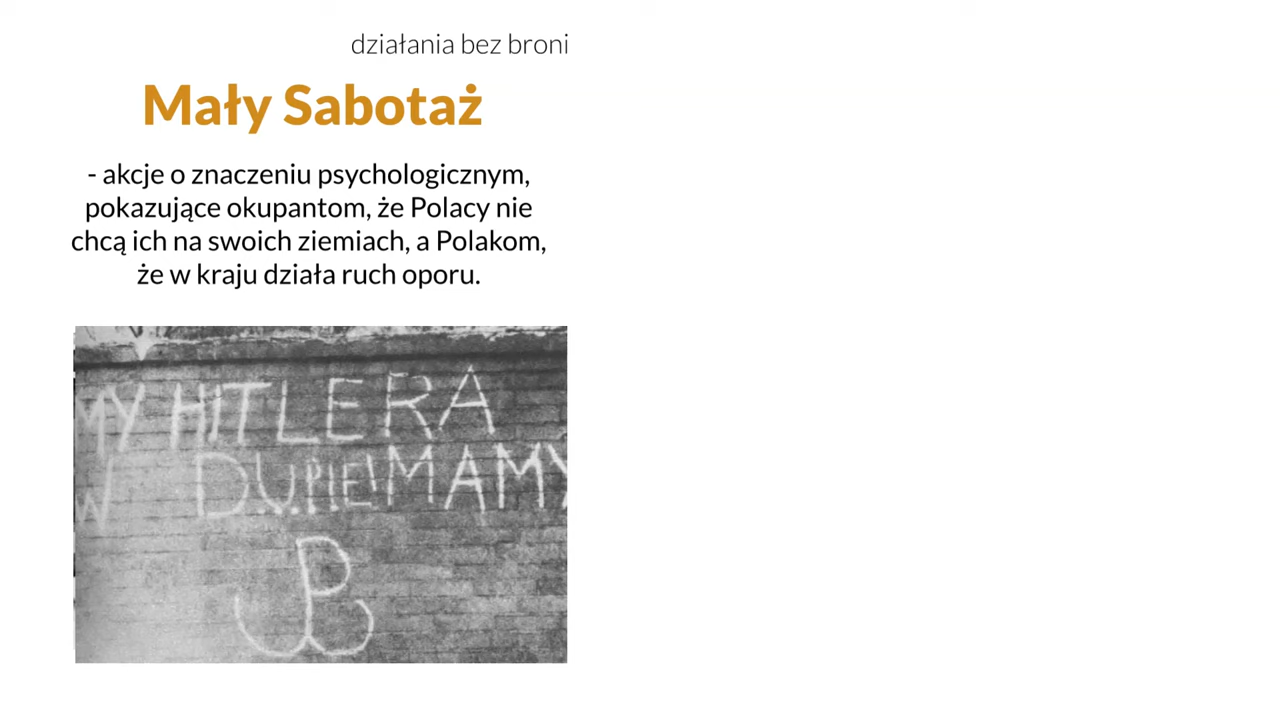 działania bez broni
Mały Sabotaż
- akcje o znaczeniu psychologicznym,
pokazujące okupantom, że Polacy nie
chcą ich na swoich ziemiach, a Polakom,
że w kraju działa ruch oporu.
MY HITLERA
W DUPIE! MAMY